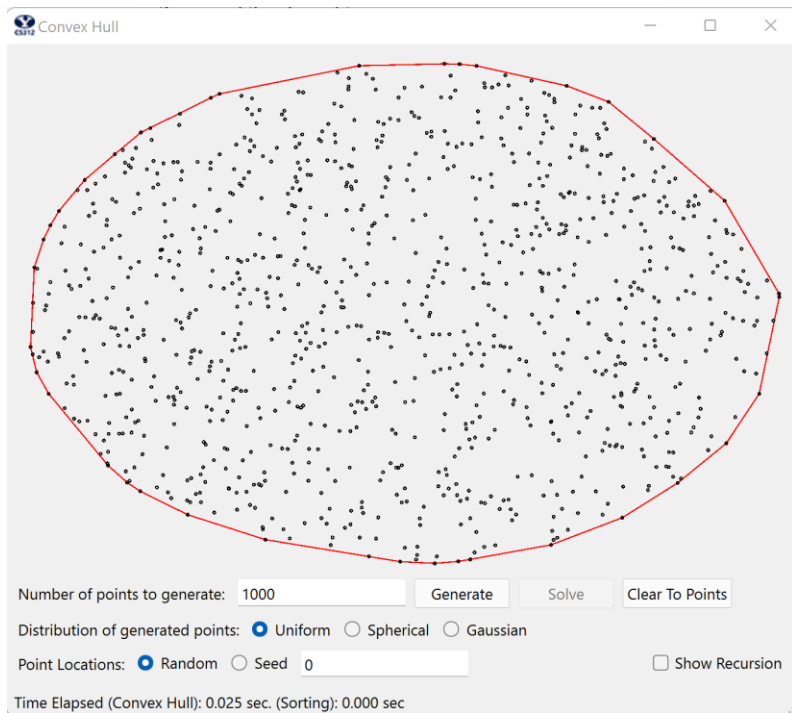 CS312
Convex Hull
Number of points to generate: 1000 Generate Solve Clear To Points
Distribution of generated points: Uniform Spherical Gaussian
Point Locations: Random Seed 0 Show Recursion
Time Elapsed (Convex Hull): 0.025 sec. (Sorting): 0.000 sec